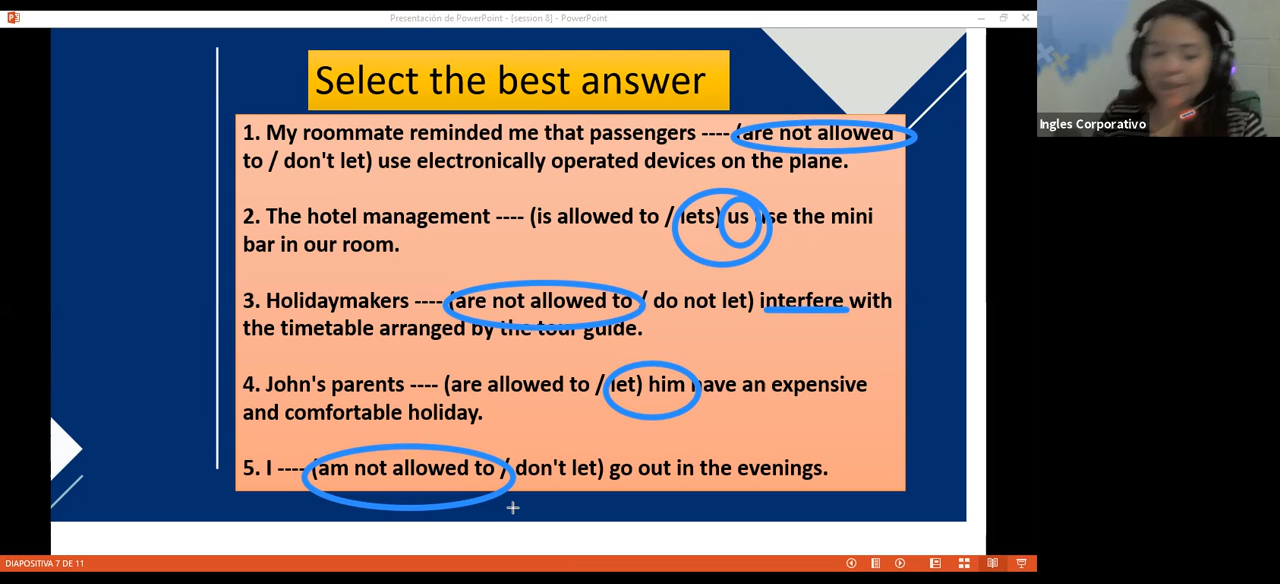 Presentación de PowerPoint - [session 8] - PowerPoint
Ingles Corporativo
Select the best answer
1. My roommate reminded me that passengers ---- (are not allowed
to / don't let) use electronically operated devices on the plane.
2. The hotel management ---- (is allowed to / lets) us use the mini
bar in our room.
3. Holidaymakers ---- (are not allowed to / do not let) interfere with
the timetable arranged by the tour guide.
4. John's parents ---- (are allowed to / let) him have an expensive
and comfortable holiday.
5. I ---- (am not allowed to / don't let) go out in the evenings.
DIAPOSITIVA 7 DE 11